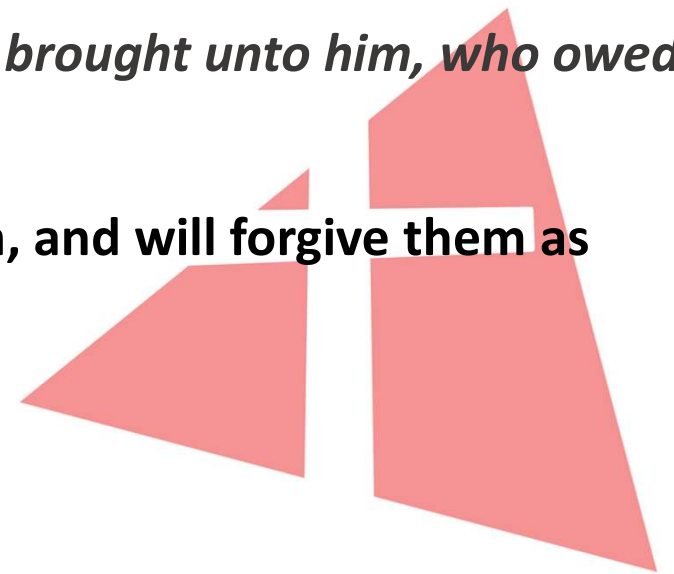 brought unto him, who owed
, and will forgive them as